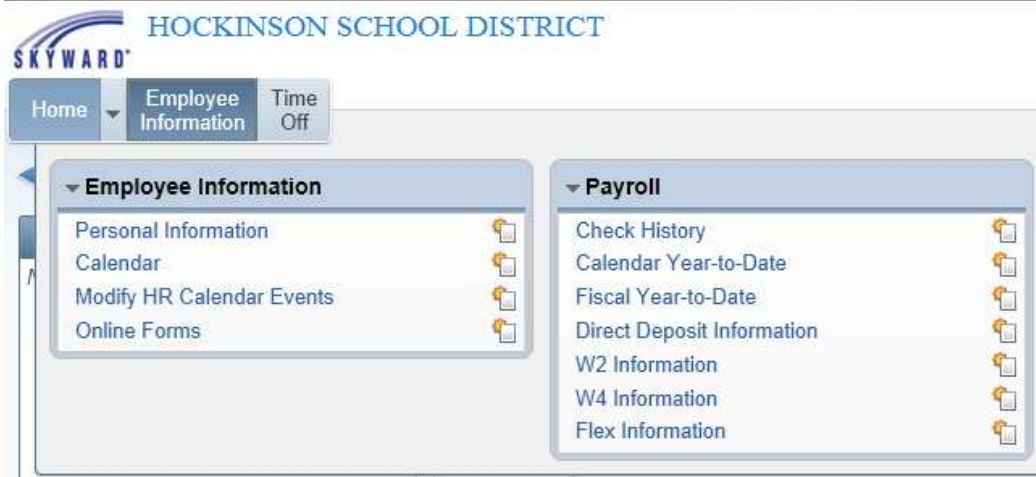 HOCKINSON SCHOOL DISTRICT
SKYWARD®
Home
Employee
Information
Time
Off
Employee Information
Personal Information
Calendar
Modify HR Calendar Events
Online Forms
Payroll
Check History
Calendar Year-to-Date
Fiscal Year-to-Date
Direct Deposit Information
W2 Information
W4 Information
Flex Information